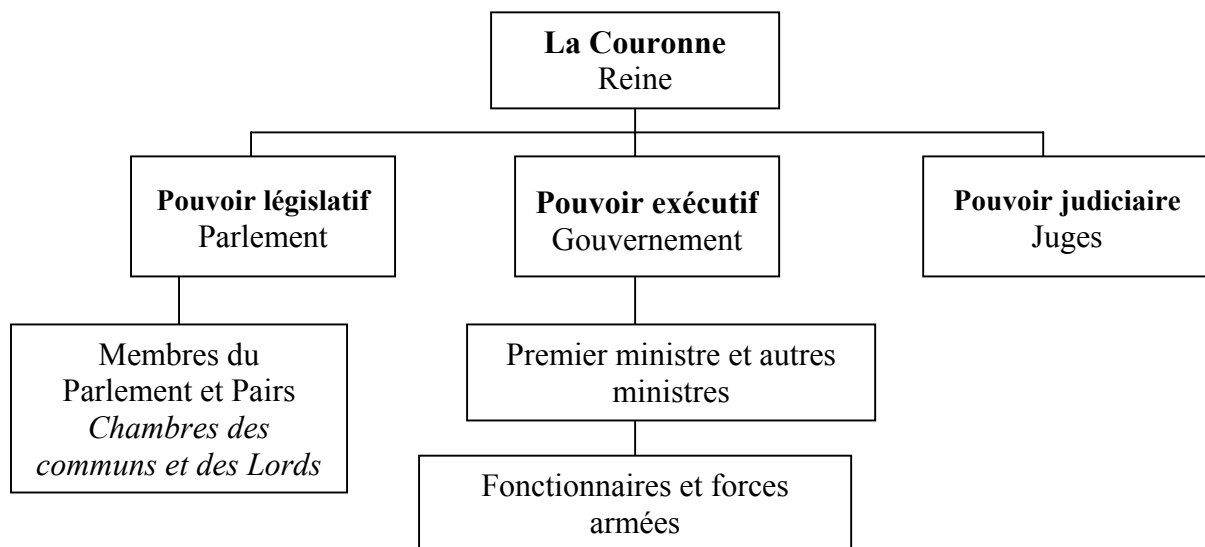 La Couronne
Reine
Pouvoir législatif
Parlement
Pouvoir exécutif
Gouvernement
Pouvoir judiciaire
Juges
Membres du
Parlement et Pairs
Chambres des
communs et des Lords
Premier ministre et autres
ministres
Fonctionnaires et forces
armées